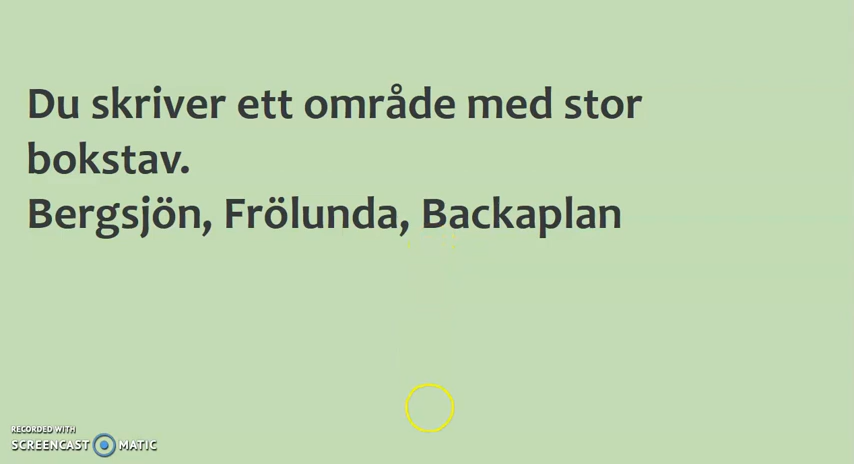 Du skriver ett område med stor
bokstav.
Bergsjön, Frölunda, Backaplan
RECORDED WITH
SCREENCAST MATIC